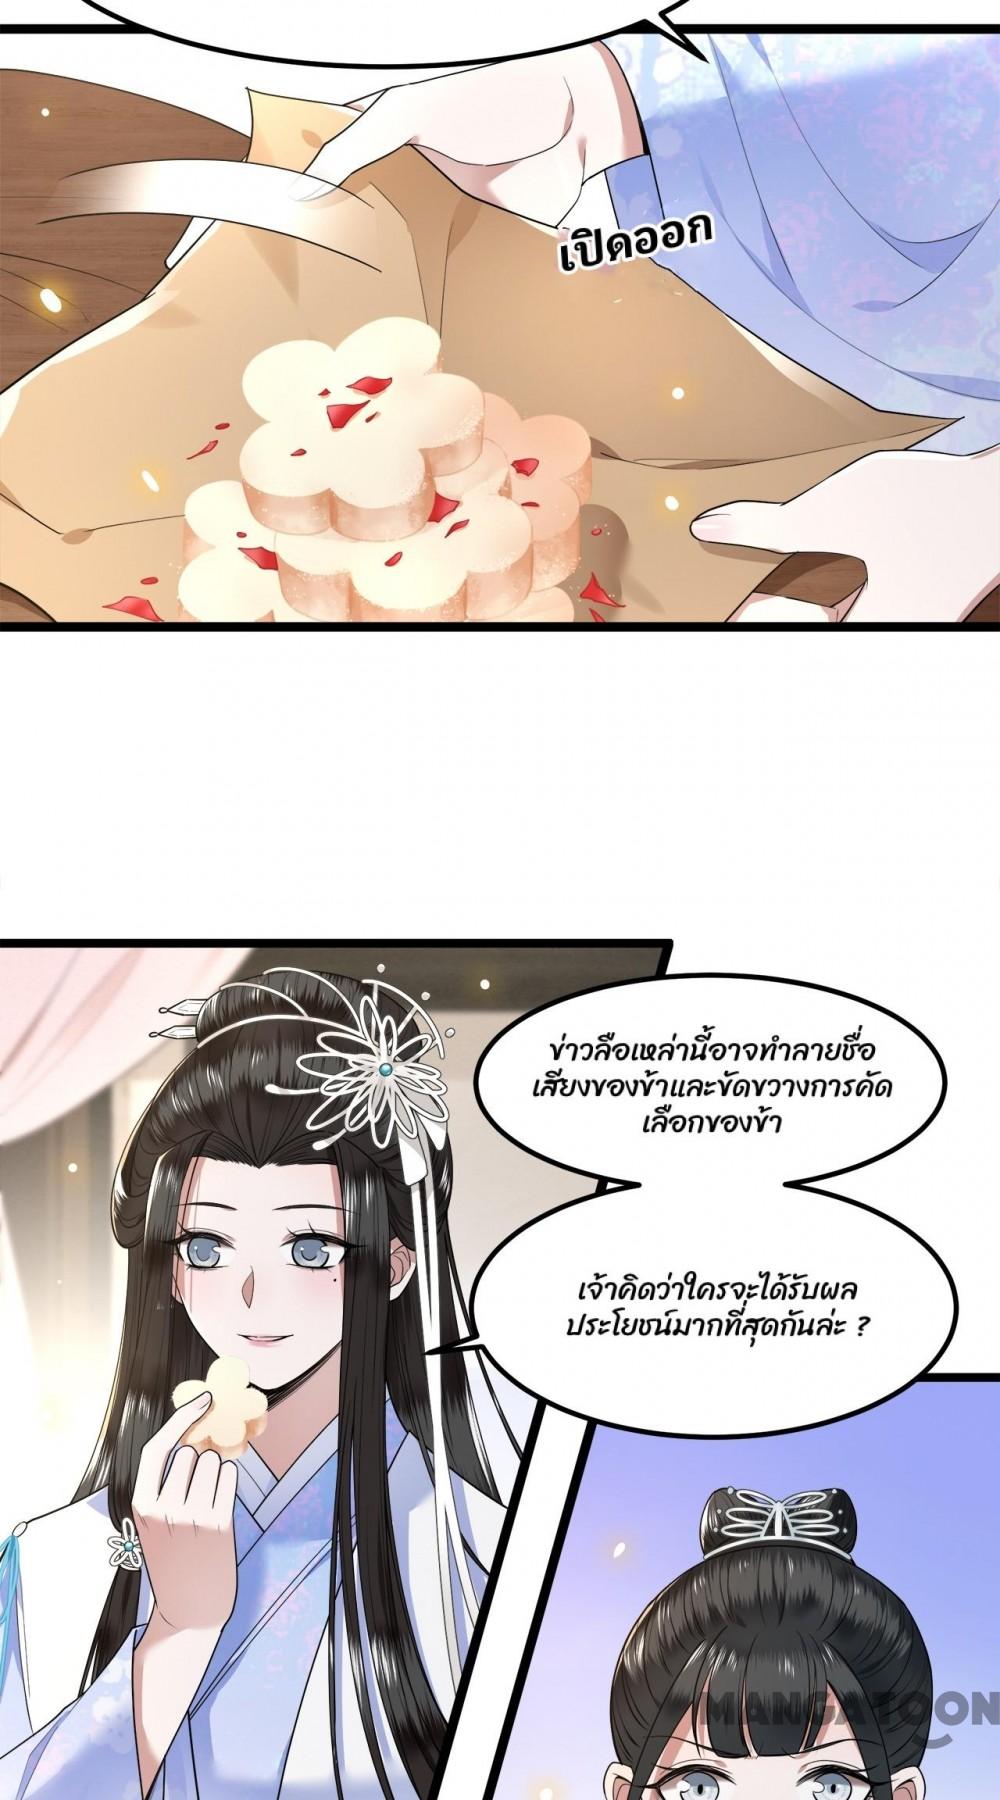 เปิดออก
ข่าวลือเหล่านี้อาจทำลายชื่อ
เสียงของข้าและขัดขวางการคัด
เลือกของข้า
เจ้าคิดว่าใครจะได้รับผล
ประโยชน์มากที่สุดกันล่ะ ?
MANGATOON